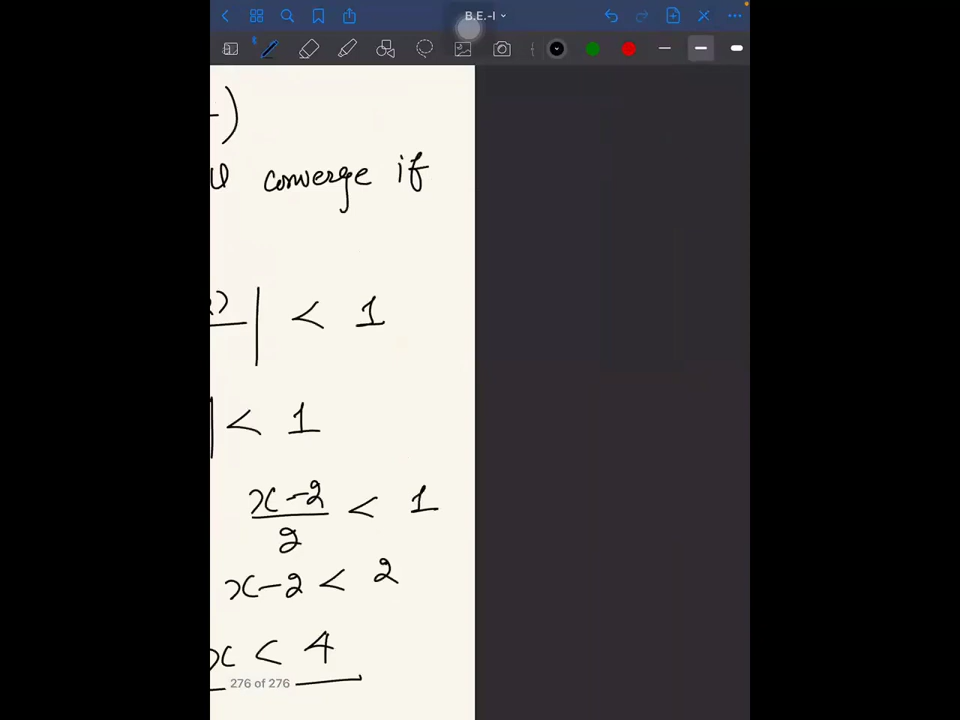 B.E.-I
)
converge if
| < 1
| < 1
x-2/2 < 1
x-2 < 2
x < 4
276 of 276